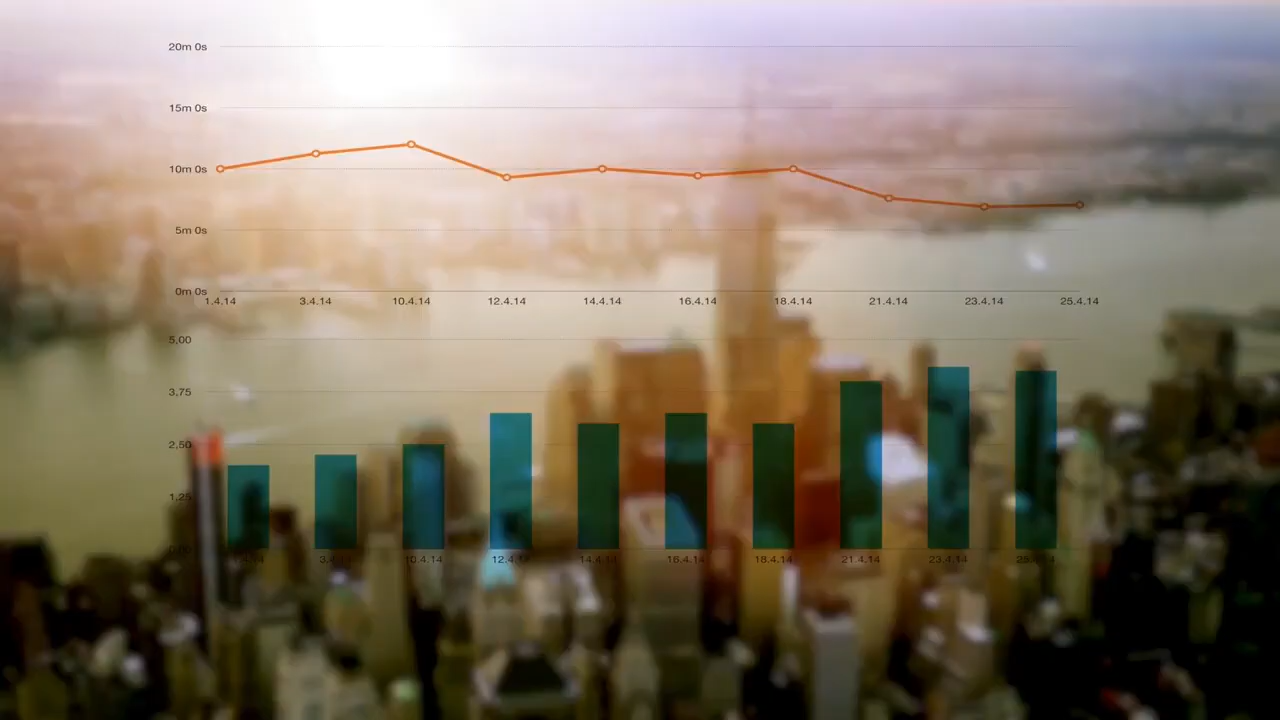 20m 0s
15m 0s
10m 0s
5m 0s
0m 0s
1.4.14 3.4.14 10.4.14 12.4.14 14.4.14 16.4.14 18.4.14 21.4.14 23.4.14 25.4.14
5,00
3,75
2,50
1,25
10.4.14 12.4.14 14.4.14 16.4.14 18.4.14 21.4.14 23.4.14